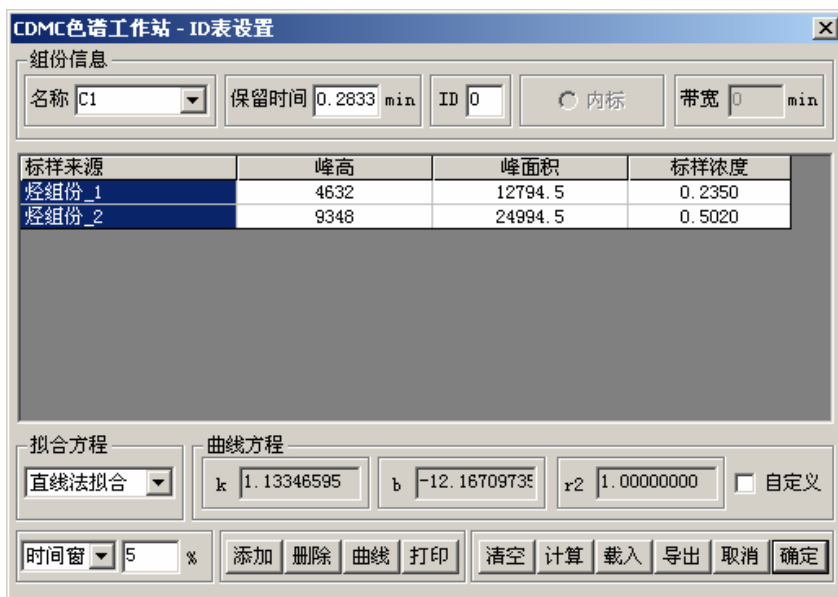 CDMC色谱工作站 - ID表设置
组份信息
名称 C1 保留时间 0.2833 min ID 0 内标 带宽 0 min
标样来源 峰高 峰面积 标样浓度
烃组份_1 4632 12794.5 0.2350
烃组份_2 9348 24994.5 0.5020
拟合方程 曲线方程
直线法拟合 k 1.13346595 b -12.16709735 r2 1.00000000 自定义
时间窗 5 % 添加 删除 曲线 打印 清空 计算 载入 导出 取消 确定